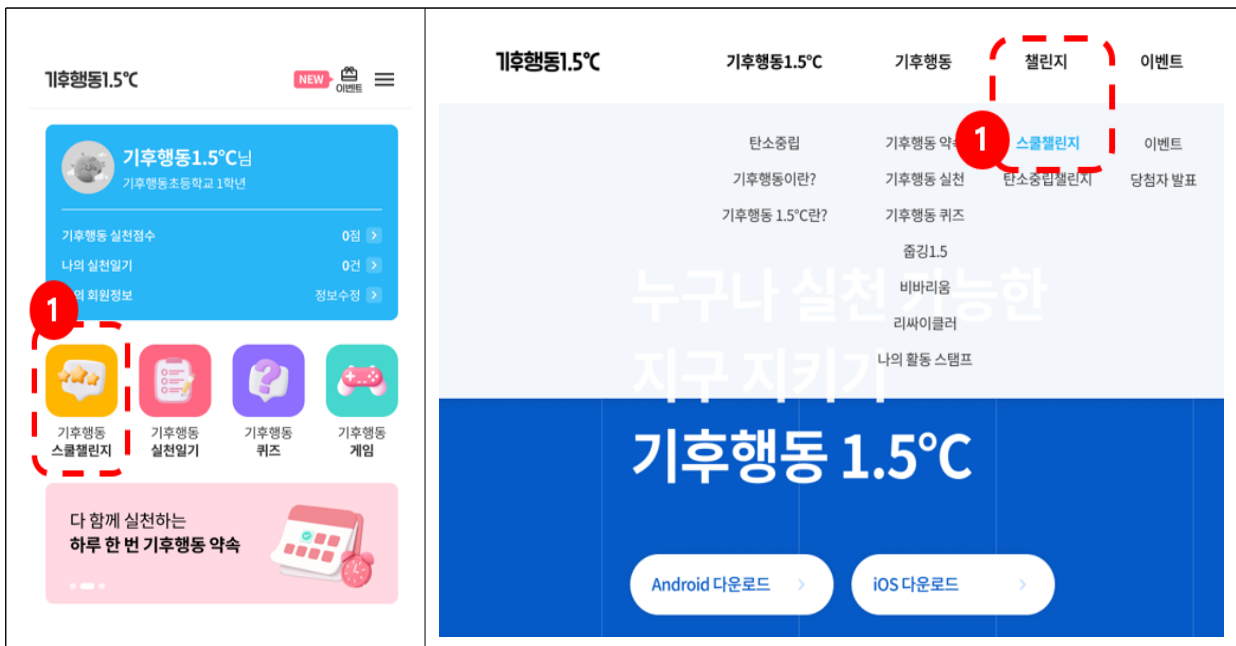 기후행동1.5℃
NEW
이벤트
기후행동1.5℃님
기후행동초등학교 1학년
기후행동 실천점수 0점
나의 실천일기 0건
의 회원정보 정보수정
1
기후행동
스쿨챌린지
기후행동
실천일기
기후행동
퀴즈
기후행동
게임
다 함께 실천하는
하루 한 번 기후행동 약속
기후행동1.5℃
기후행동1.5℃ 기후행동 챌린지 이벤트
탄소중립
기후행동이란?
기후행동 1.5℃란?
기후행동 약
기후행동 실천
기후행동 퀴즈
줍깅1.5
비바리움
리싸이클러
나의 활동 스탬프
1
스쿨챌린지
탄소중립챌린지
이벤트
당첨자 발표
누구나 실천 가능한
지구 지키기
기후행동 1.5℃
Android 다운로드
iOS 다운로드